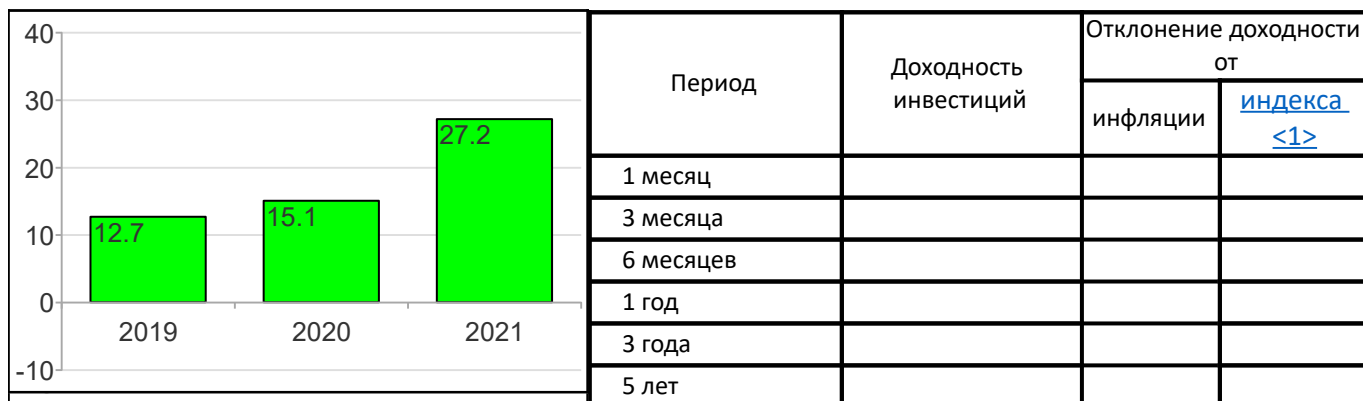 40
30
20
10
0
-10
12.7
15.1
27.2
2019
2020
2021
Период
Доходность
инвестиций
Отклонение доходности
от
инфляции
индекса
<1>
1 месяц
3 месяца
6 месяцев
1 год
3 года
5 лет